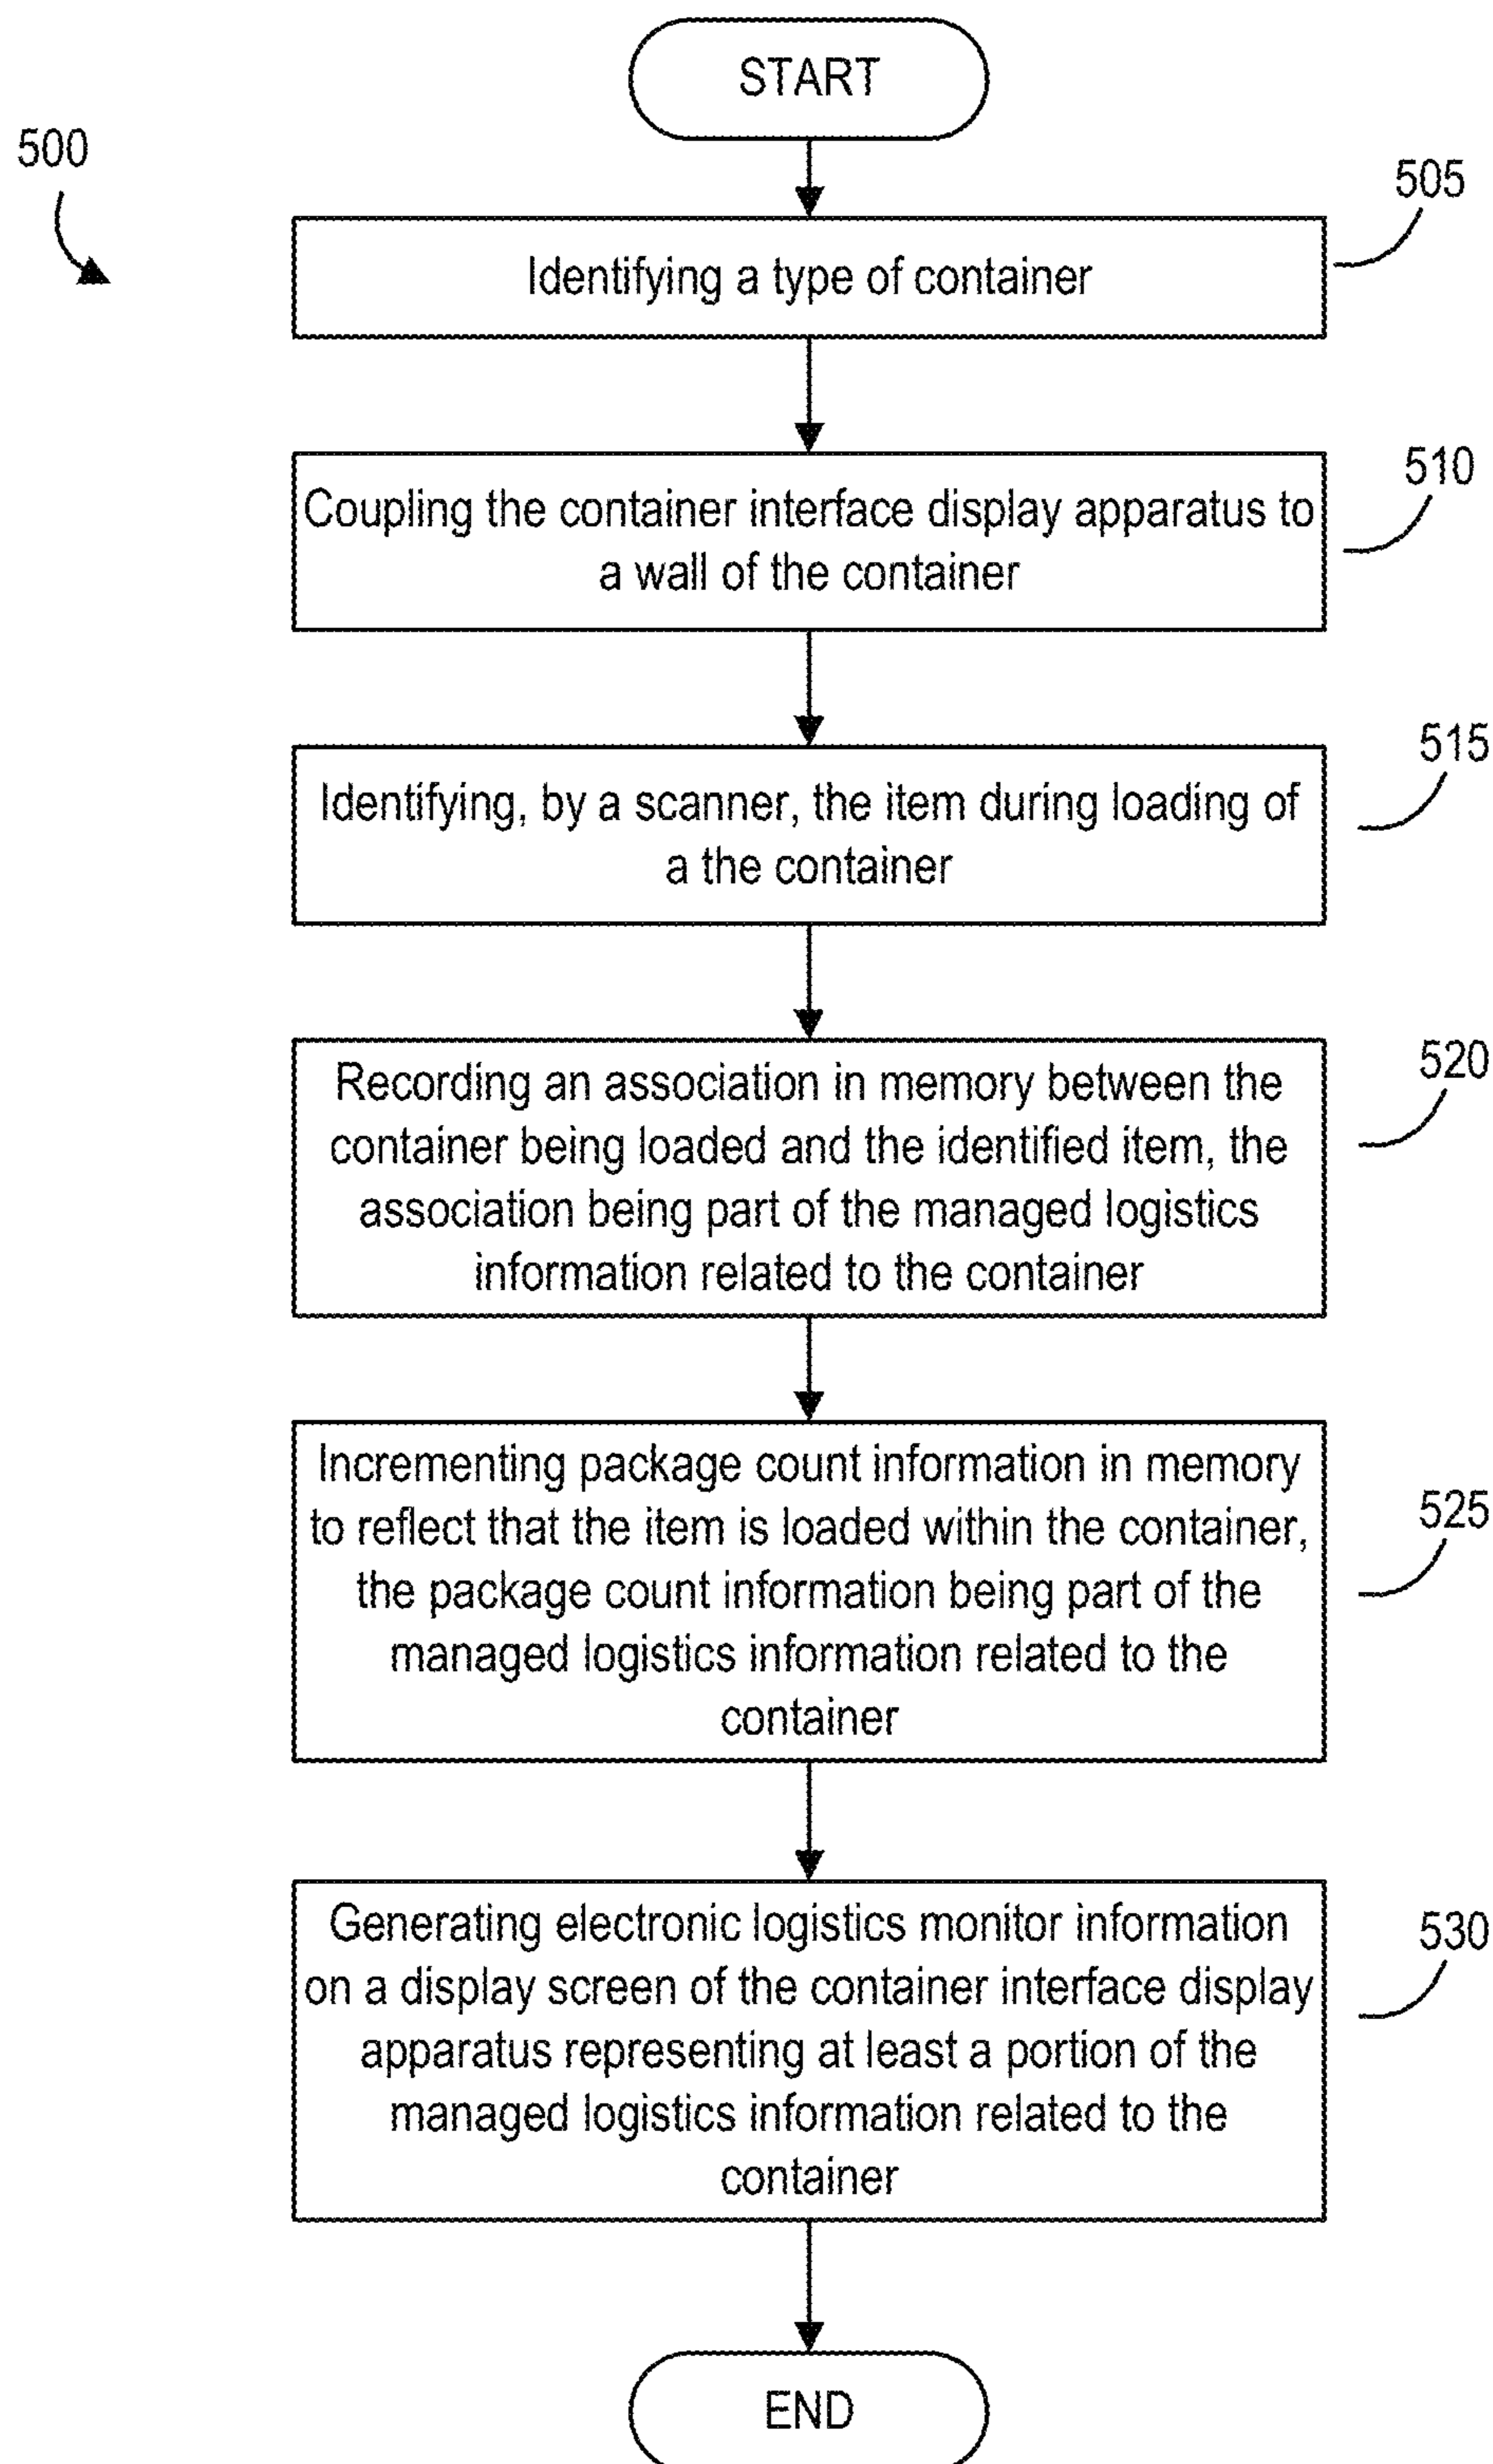 START
500
505
Identifying a type of container
510
Coupling the container interface display apparatus to
a wall of the container
515
Identifying, by a scanner, the item during loading of
a the container
520
Recording an association in memory between the
container being loaded and the identified item, the
association being part of the managed logistics
information related to the container
525
Incrementing package count information in memory
to reflect that the item is loaded within the container,
the package count information being part of the
managed logistics information related to the
container
530
Generating electronic logistics monitor information
on a display screen of the container interface display
apparatus representing at least a portion of the
managed logistics information related to the
container
END